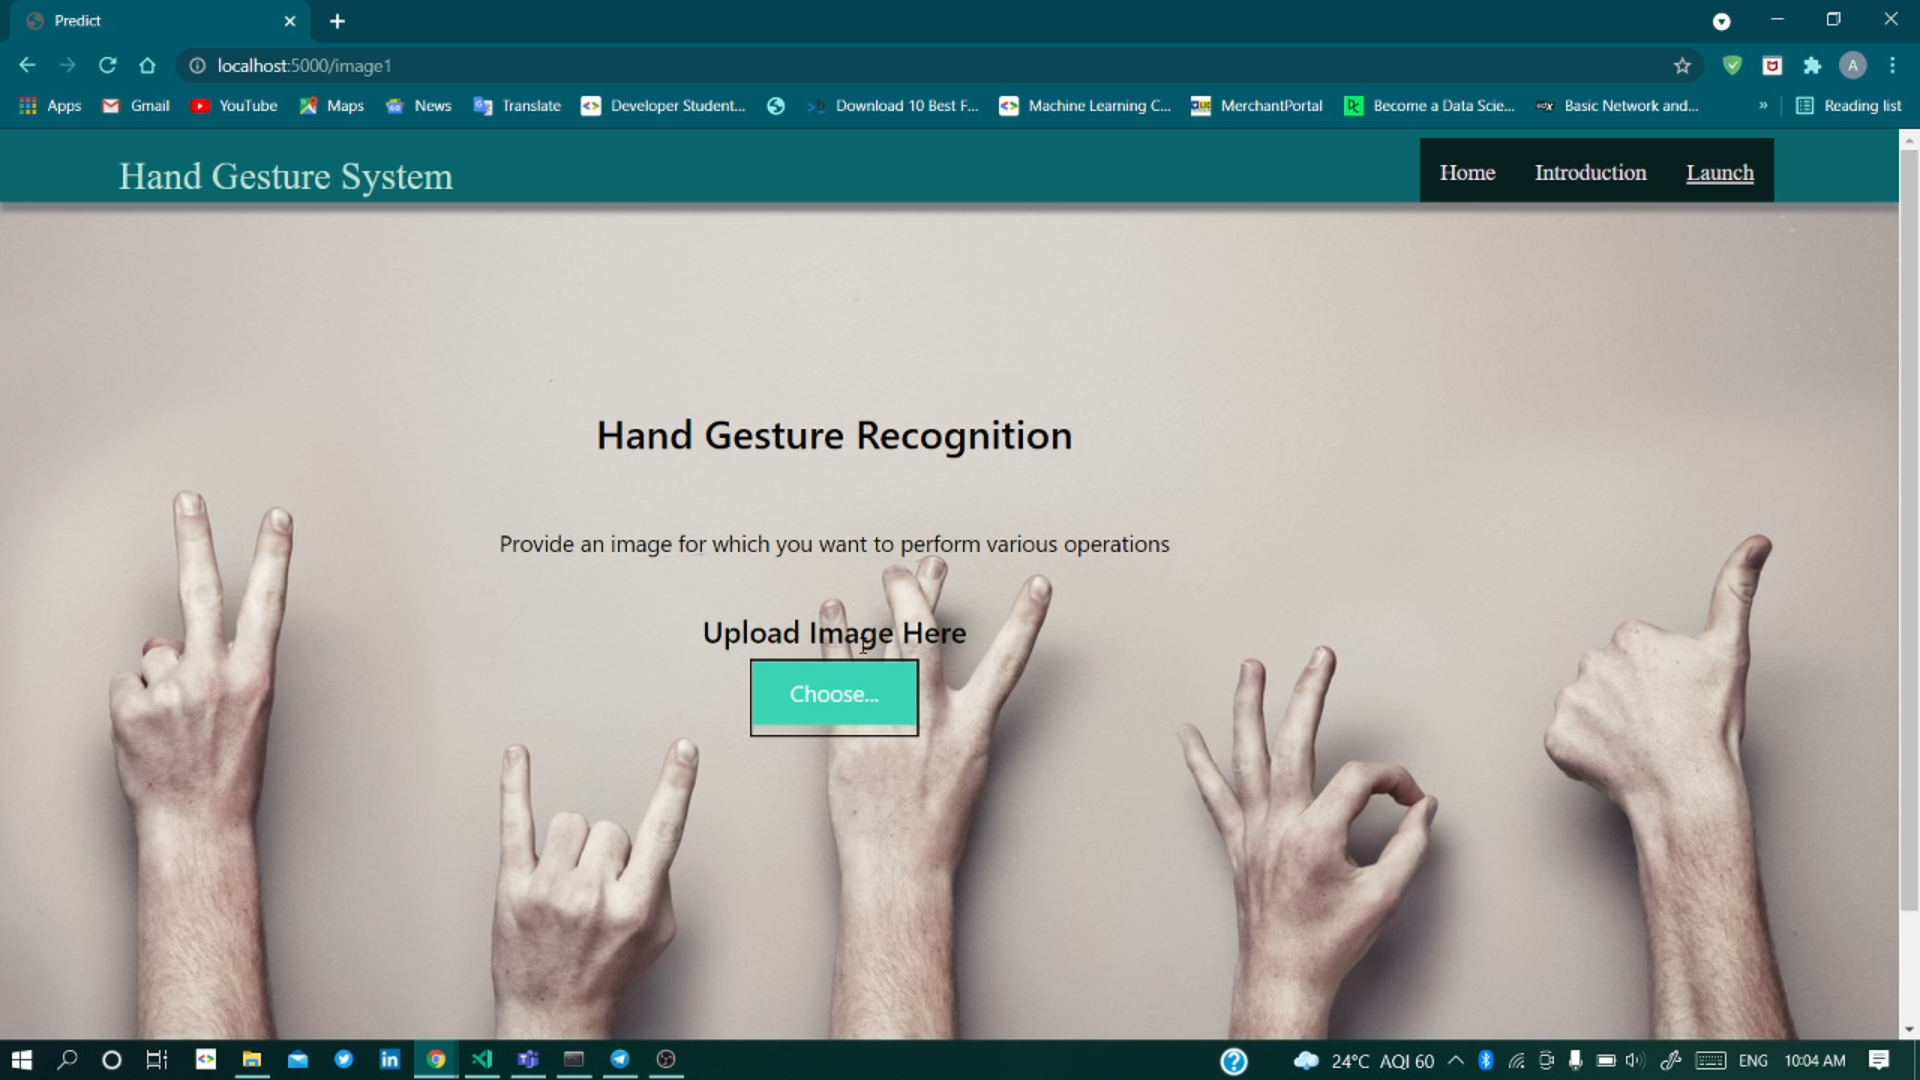 Predict
localhost:5000/image1
Apps Gmail YouTube Maps News Translate Developer Student... Download 10 Best F... Machine Learning C... MerchantPortal Become a Data Scie... Basic Network and... » Reading list
Hand Gesture System
Home Introduction Launch
Hand Gesture Recognition
Provide an image for which you want to perform various operations
Upload Image Here
Choose...
24°C AQI 60 ENG 10:04 AM